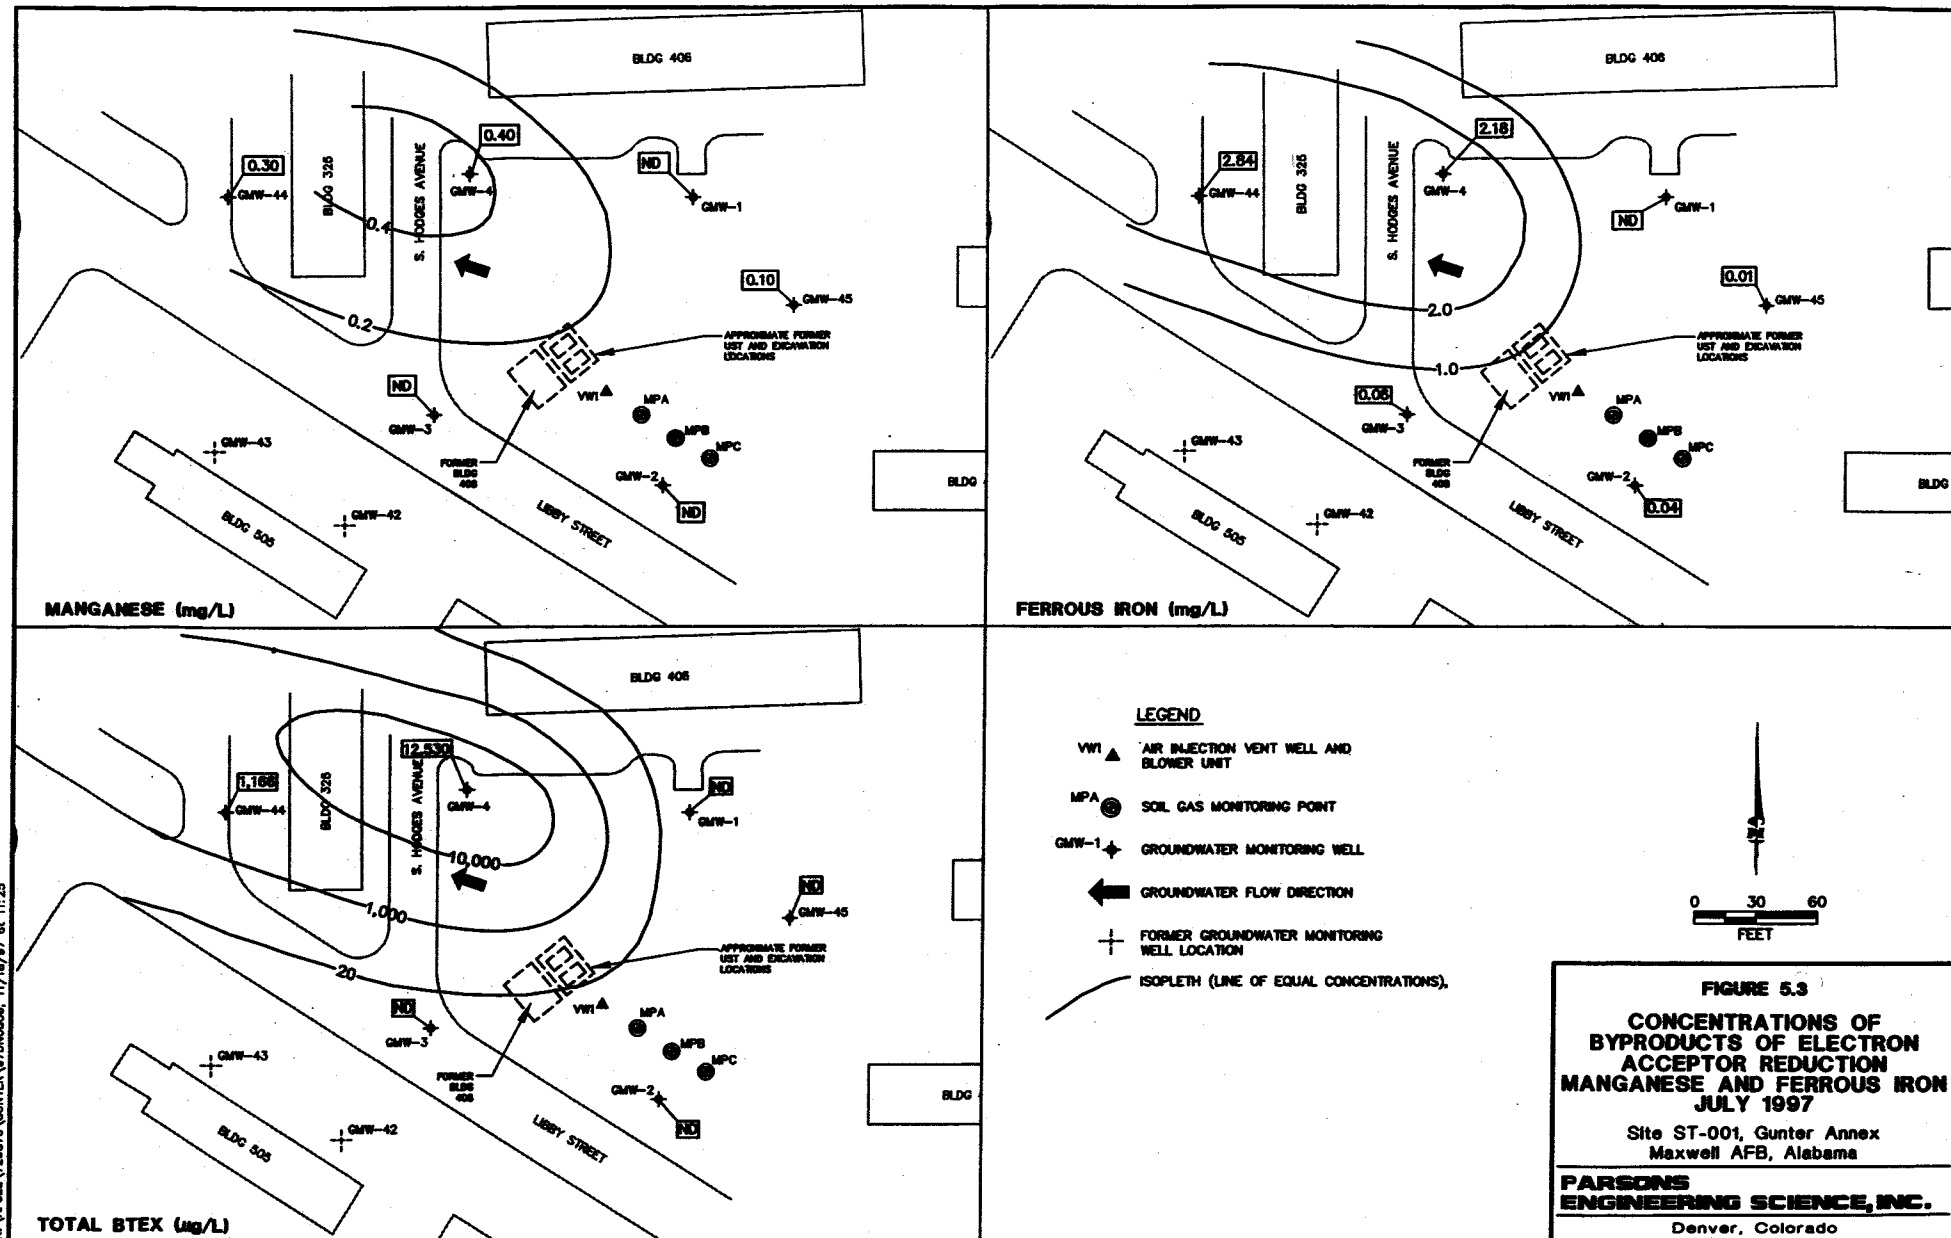 BLDG 405
0.40
0.30
ND
GMW-4
GMW-44
BLDG 325
S. HODGES AVENUE
GMW-1
0.4
0.10
GMW-45
0.2
APPROXIMATE FORMER
UST AND EXCAVATION
LOCATIONS
ND
VW1
MPA
GMW-3
MPB
GMW-43
MPC
FORMER
BLDG
408
GMW-2
BLDG
ND
LIBBY STREET
GMW-42
BLDG 505
MANGANESE (mg/L)
BLDG 405
2.18
2.84
GMW-4
GMW-44
BLDG 325
S. HODGES AVENUE
GMW-1
ND
0.01
GMW-45
2.0
APPROXIMATE FORMER
UST AND EXCAVATION
LOCATIONS
1.0
0.06
VW1
MPA
GMW-3
MPB
GMW-43
MPC
FORMER
BLDG
408
GMW-2
BLDG
0.04
LIBBY STREET
GMW-42
BLDG 505
FERROUS IRON (mg/L)
BLDG 405
12,530
1,166
ND
GMW-4
GMW-44
BLDG 325
S. HODGES AVENUE
GMW-1
10,000
ND
1,000
GMW-45
APPROXIMATE FORMER
UST AND EXCAVATION
LOCATIONS
20
ND
VW1
MPA
GMW-3
MPB
GMW-43
MPC
FORMER
BLDG
408
GMW-2
BLDG
ND
LIBBY STREET
GMW-42
BLDG 505
TOTAL BTEX (µg/L)
LEGEND
VW1 AIR INJECTION VENT WELL AND
BLOWER UNIT
MPA SOIL GAS MONITORING POINT
GMW-1 GROUNDWATER MONITORING WELL
GROUNDWATER FLOW DIRECTION
FORMER GROUNDWATER MONITORING
WELL LOCATION
ISOPLETH (LINE OF EQUAL CONCENTRATIONS).
0 30 60
FEET
FIGURE 5.3
CONCENTRATIONS OF
BYPRODUCTS OF ELECTRON
ACCEPTOR REDUCTION
MANGANESE AND FERROUS IRON
JULY 1997
Site ST-001, Gunter Annex
Maxwell AFB, Alabama
PARSONS
ENGINEERING SCIENCE, INC.
Denver, Colorado